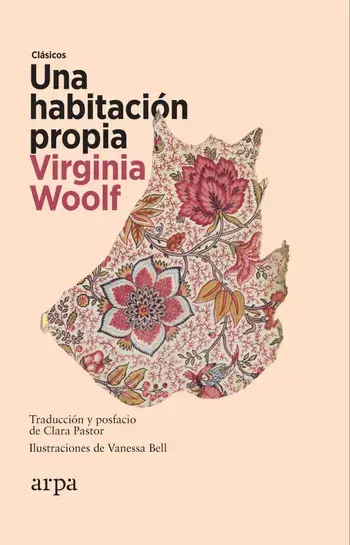 Clásicos
Una
habitación
propia
Virginia
Woolf
Traducción y posfacio
de Clara Pastor
Ilustraciones de Vanessa Bell
arpa